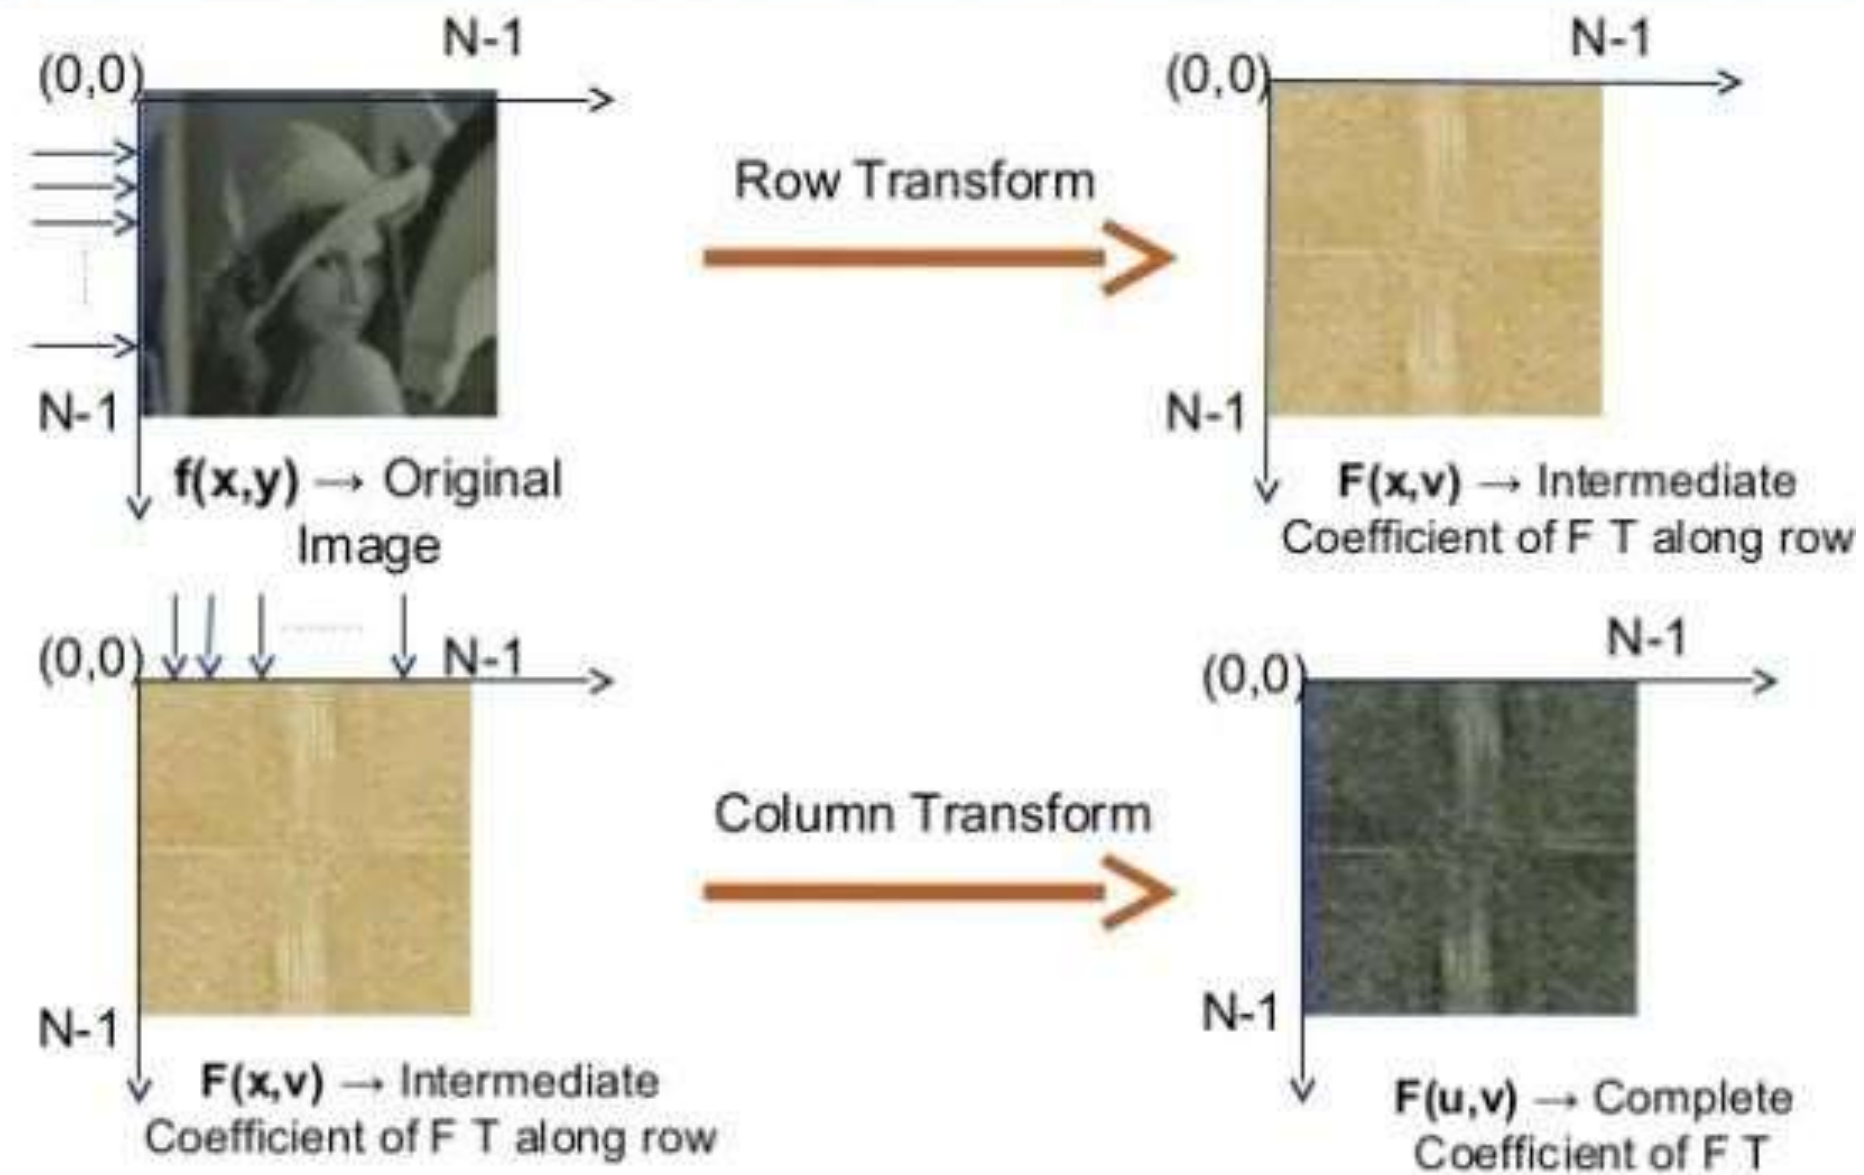 N-1
(0,0)
N-1
f(x,y) → Original
Image
Row Transform
N-1
(0,0)
N-1
F(x,v) → Intermediate
Coefficient of F T along row
(0,0)
N-1
N-1
F(x,v) → Intermediate
Coefficient of F T along row
Column Transform
N-1
(0,0)
N-1
F(u,v) → Complete
Coefficient of F T